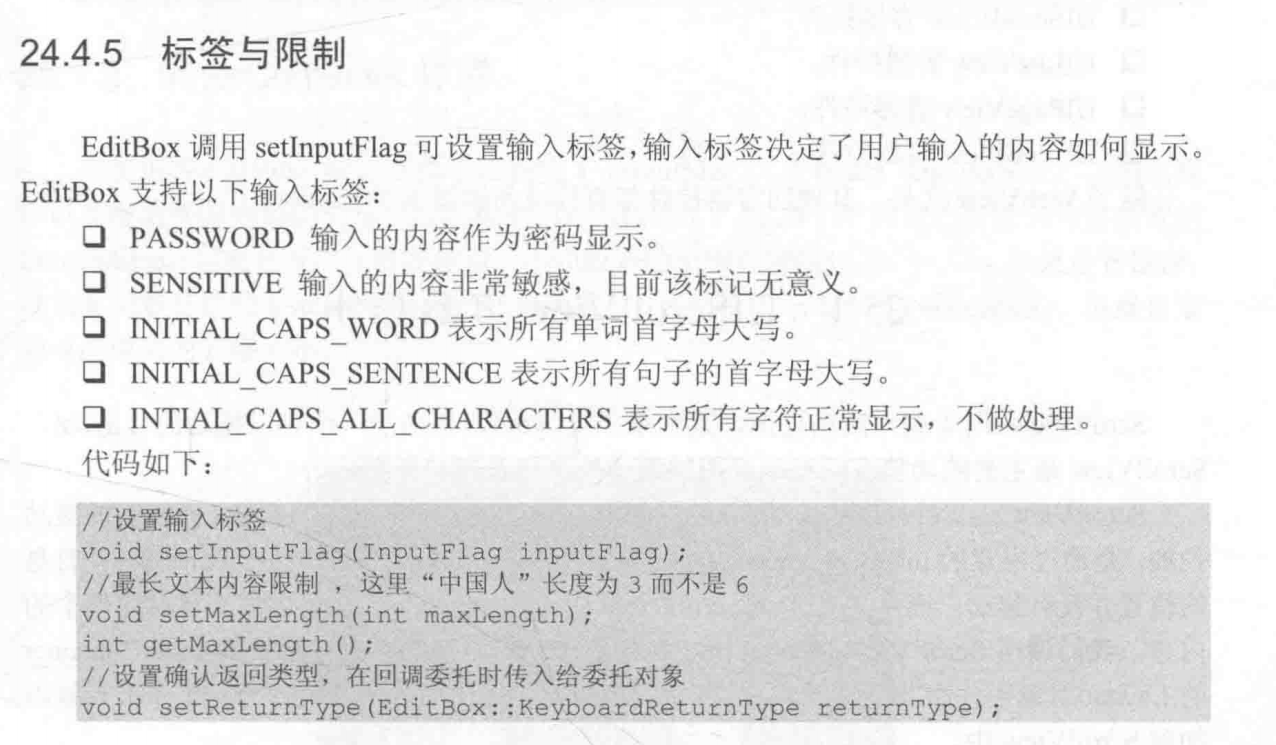 24.4.5 标签与限制
EditBox 调用 setInputFlag 可设置输入标签,输入标签决定了用户输入的内容如何显示。
EditBox 支持以下输入标签：
❑ PASSWORD 输入的内容作为密码显示。
❑ SENSITIVE 输入的内容非常敏感，目前该标记无意义。
❑ INITIAL_CAPS_WORD 表示所有单词首字母大写。
❑ INITIAL_CAPS_SENTENCE 表示所有句子的首字母大写。
❑ INTIAL_CAPS_ALL_CHARACTERS 表示所有字符正常显示，不做处理。
代码如下：
//设置输入标签
void setInputFlag(InputFlag inputFlag);
//最长文本内容限制 ，这里“中国人”长度为 3 而不是 6
void setMaxLength(int maxLength);
int getMaxLength();
//设置确认返回类型，在回调委托时传入给委托对象
void setReturnType(EditBox::KeyboardReturnType returnType);